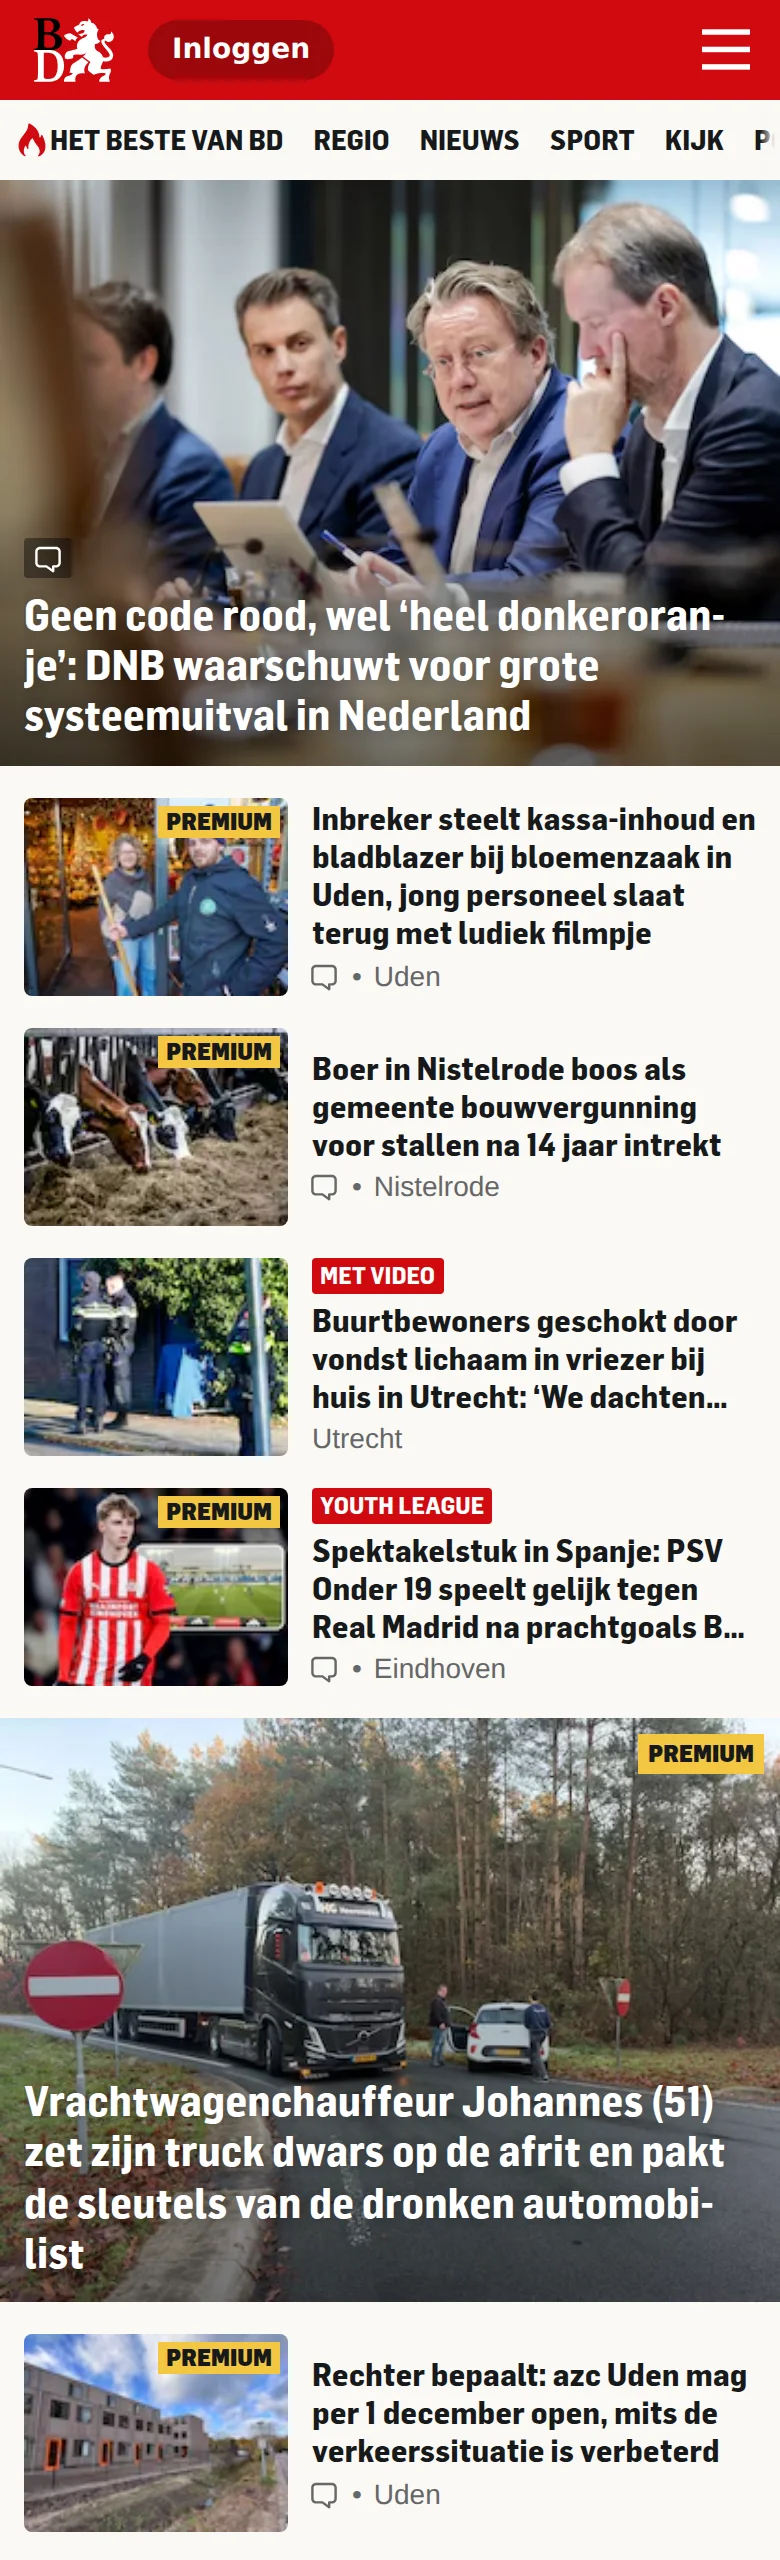 BD
Inloggen
HET BESTE VAN BD REGIO NIEUWS SPORT KIJK
Geen code rood, wel ‘heel donkeroran-
je’: DNB waarschuwt voor grote
systeemuitval in Nederland
PREMIUM
Inbreker steelt kassa-inhoud en
bladblazer bij bloemenzaak in
Uden, jong personeel slaat
terug met ludiek filmpje
• Uden
PREMIUM
Boer in Nistelrode boos als
gemeente bouwvergunning
voor stallen na 14 jaar intrekt
• Nistelrode
MET VIDEO
Buurtbewoners geschokt door
vondst lichaam in vriezer bij
huis in Utrecht: ‘We dachten...
Utrecht
PREMIUM
YOUTH LEAGUE
Spektakelstuk in Spanje: PSV
Onder 19 speelt gelijk tegen
Real Madrid na prachtgoals B...
• Eindhoven
PREMIUM
Vrachtwagenchauffeur Johannes (51)
zet zijn truck dwars op de afrit en pakt
de sleutels van de dronken automobi-
list
PREMIUM
Rechter bepaalt: azc Uden mag
per 1 december open, mits de
verkeerssituatie is verbeterd
• Uden